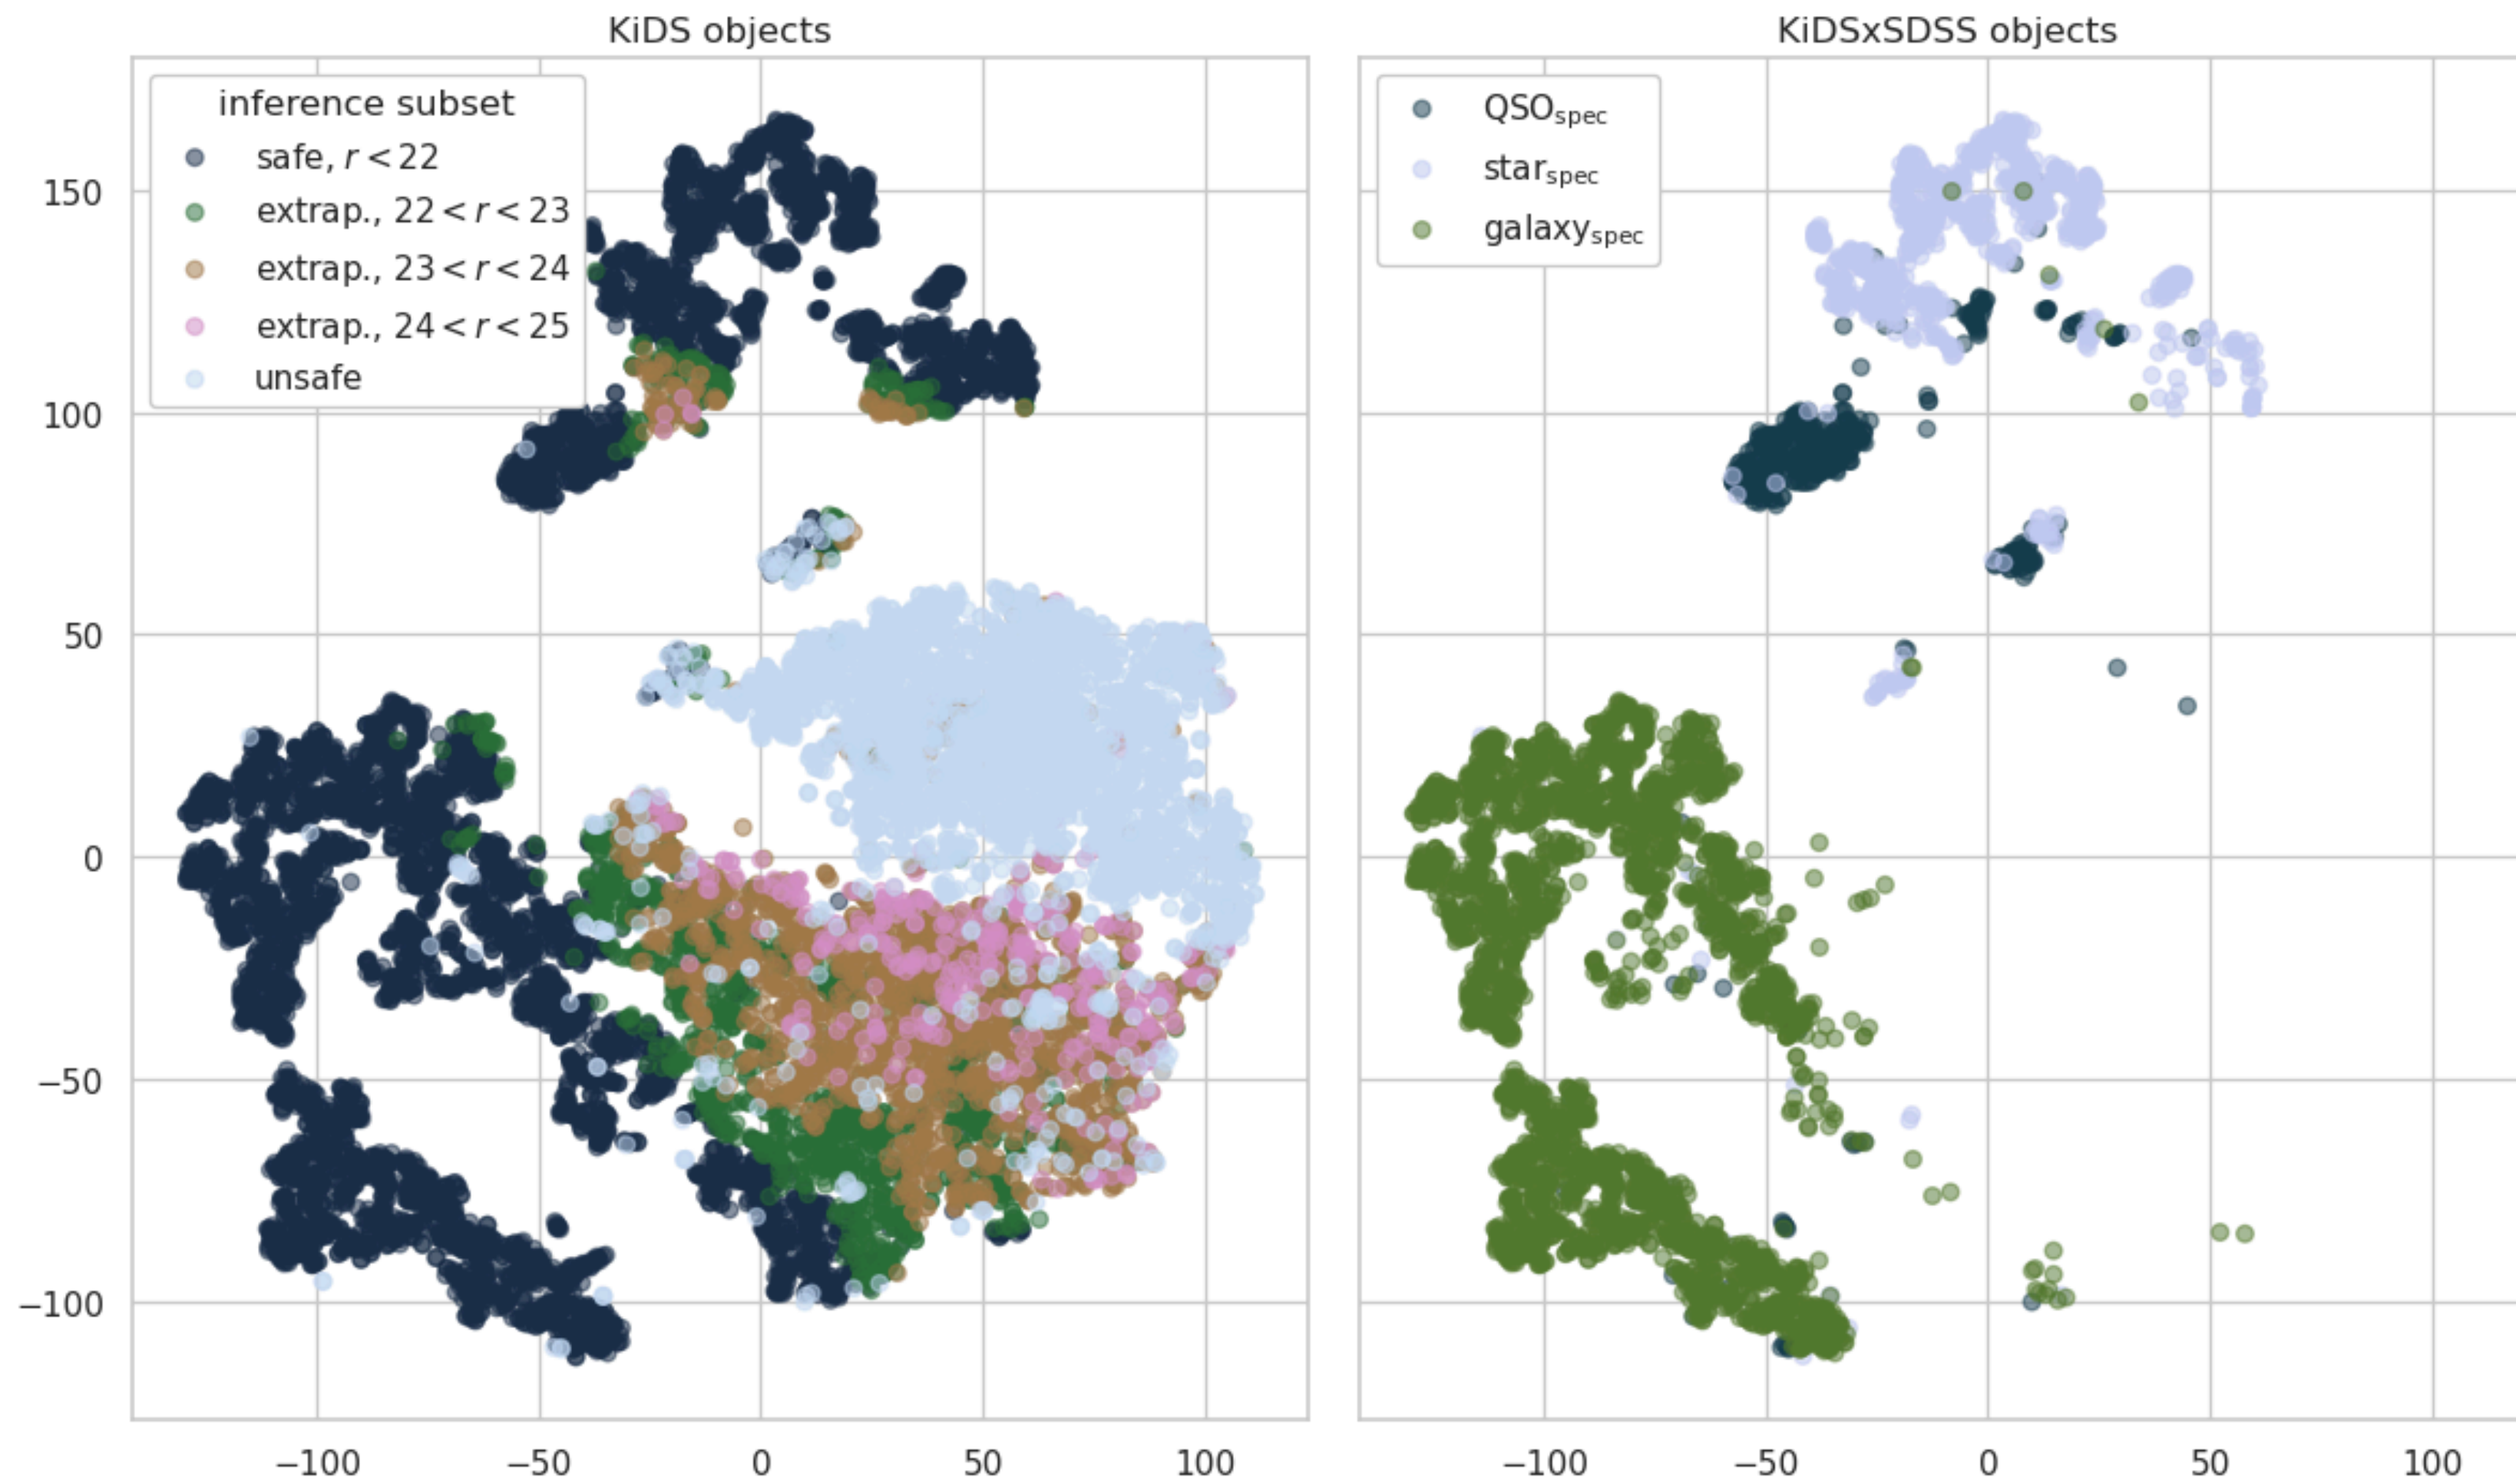 KiDS objects
inference subset
safe, r < 22
extrap., 22 < r < 23
extrap., 23 < r < 24
extrap., 24 < r < 25
unsafe
150
100
50
0
−50
−100
−100 −50 0 50 100
KiDSxSDSS objects
QSOspec
starspec
galaxyspec
−100 −50 0 50 100